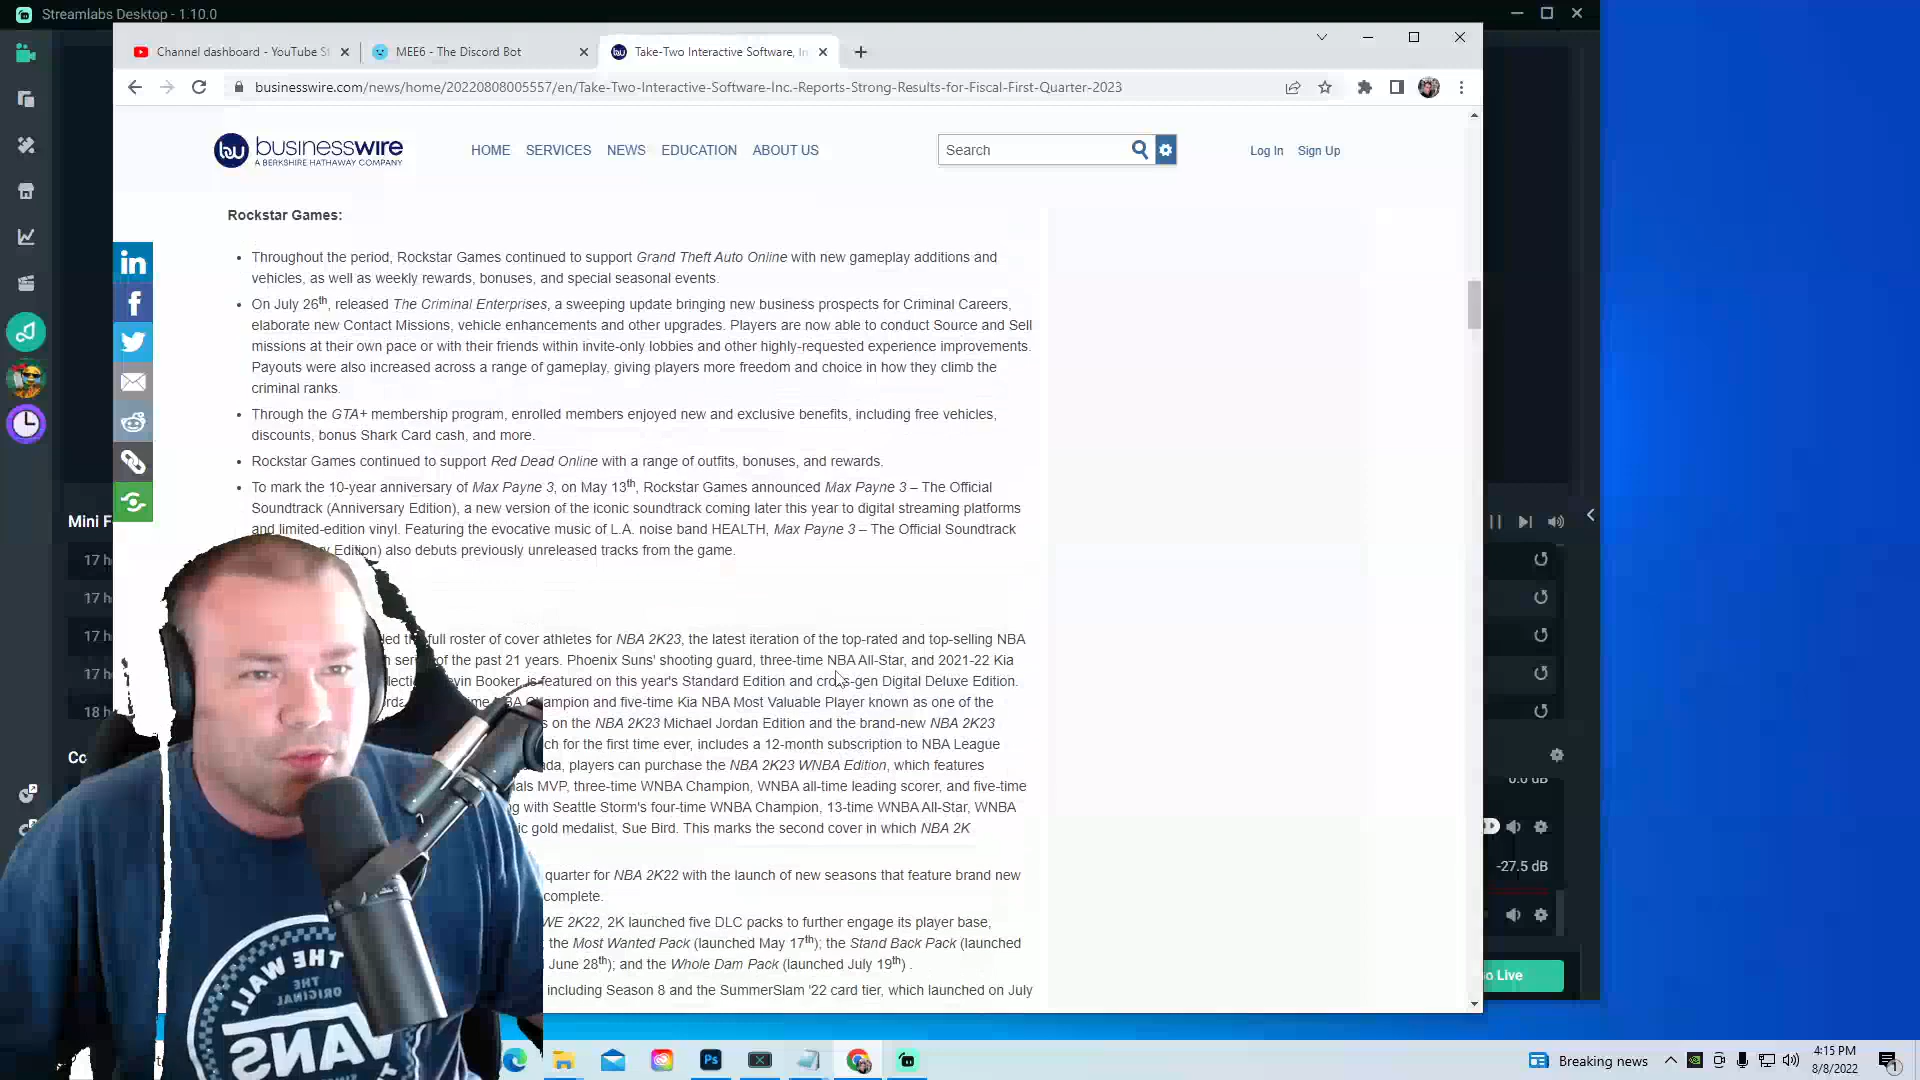 Streamlabs Desktop - 1.10.0
Channel dashboard - YouTube St
MEE6 - The Discord Bot
Take-Two Interactive Software, In
businesswire.com/news/home/20220808005557/en/Take-Two-Interactive-Software-Inc.-Reports-Strong-Results-for-Fiscal-First-Quarter-2023
businesswire
A BERKSHIRE HATHAWAY COMPANY
HOME SERVICES NEWS EDUCATION ABOUT US
Search
Log In Sign Up
Rockstar Games:
• Throughout the period, Rockstar Games continued to support Grand Theft Auto Online with new gameplay additions and
vehicles, as well as weekly rewards, bonuses, and special seasonal events.
• On July 26th, released The Criminal Enterprises, a sweeping update bringing new business prospects for Criminal Careers,
elaborate new Contact Missions, vehicle enhancements and other upgrades. Players are now able to conduct Source and Sell
missions at their own pace or with their friends within invite-only lobbies and other highly-requested experience improvements.
Payouts were also increased across a range of gameplay, giving players more freedom and choice in how they climb the
criminal ranks.
• Through the GTA+ membership program, enrolled members enjoyed new and exclusive benefits, including free vehicles,
discounts, bonus Shark Card cash, and more.
• Rockstar Games continued to support Red Dead Online with a range of outfits, bonuses, and rewards.
• To mark the 10-year anniversary of Max Payne 3, on May 13th, Rockstar Games announced Max Payne 3 – The Official
Soundtrack (Anniversary Edition), a new version of the iconic soundtrack coming later this year to digital streaming platforms
and limited-edition vinyl. Featuring the evocative music of L.A. noise band HEALTH, Max Payne 3 – The Official Soundtrack
Edition) also debuts previously unreleased tracks from the game.
full roster of cover athletes for NBA 2K23, the latest iteration of the top-rated and top-selling NBA
of the past 21 years. Phoenix Suns' shooting guard, three-time NBA All-Star, and 2021-22 Kia
Booker, is featured on this year's Standard Edition and cross-gen Digital Deluxe Edition.
Champion and five-time Kia NBA Most Valuable Player known as one of the
on the NBA 2K23 Michael Jordan Edition and the brand-new NBA 2K23
for the first time ever, includes a 12-month subscription to NBA League
players can purchase the NBA 2K23 WNBA Edition, which features
MVP, three-time WNBA Champion, WNBA all-time leading scorer, and five-time
with Seattle Storm's four-time WNBA Champion, 13-time WNBA All-Star, WNBA
gold medalist, Sue Bird. This marks the second cover in which NBA 2K
quarter for NBA 2K22 with the launch of new seasons that feature brand new
complete.
WE 2K22, 2K launched five DLC packs to further engage its player base,
the Most Wanted Pack (launched May 17th); the Stand Back Pack (launched
June 28th); and the Whole Dam Pack (launched July 19th) .
including Season 8 and the SummerSlam '22 card tier, which launched on July
Mini F
17 h
17 h
17 h
17 h
18 h
Co
0.0 dB
-27.5 dB
o Live
THE WALL
ORIGINAL
VANS
Ps
Breaking news
4:15 PM
8/8/2022
1